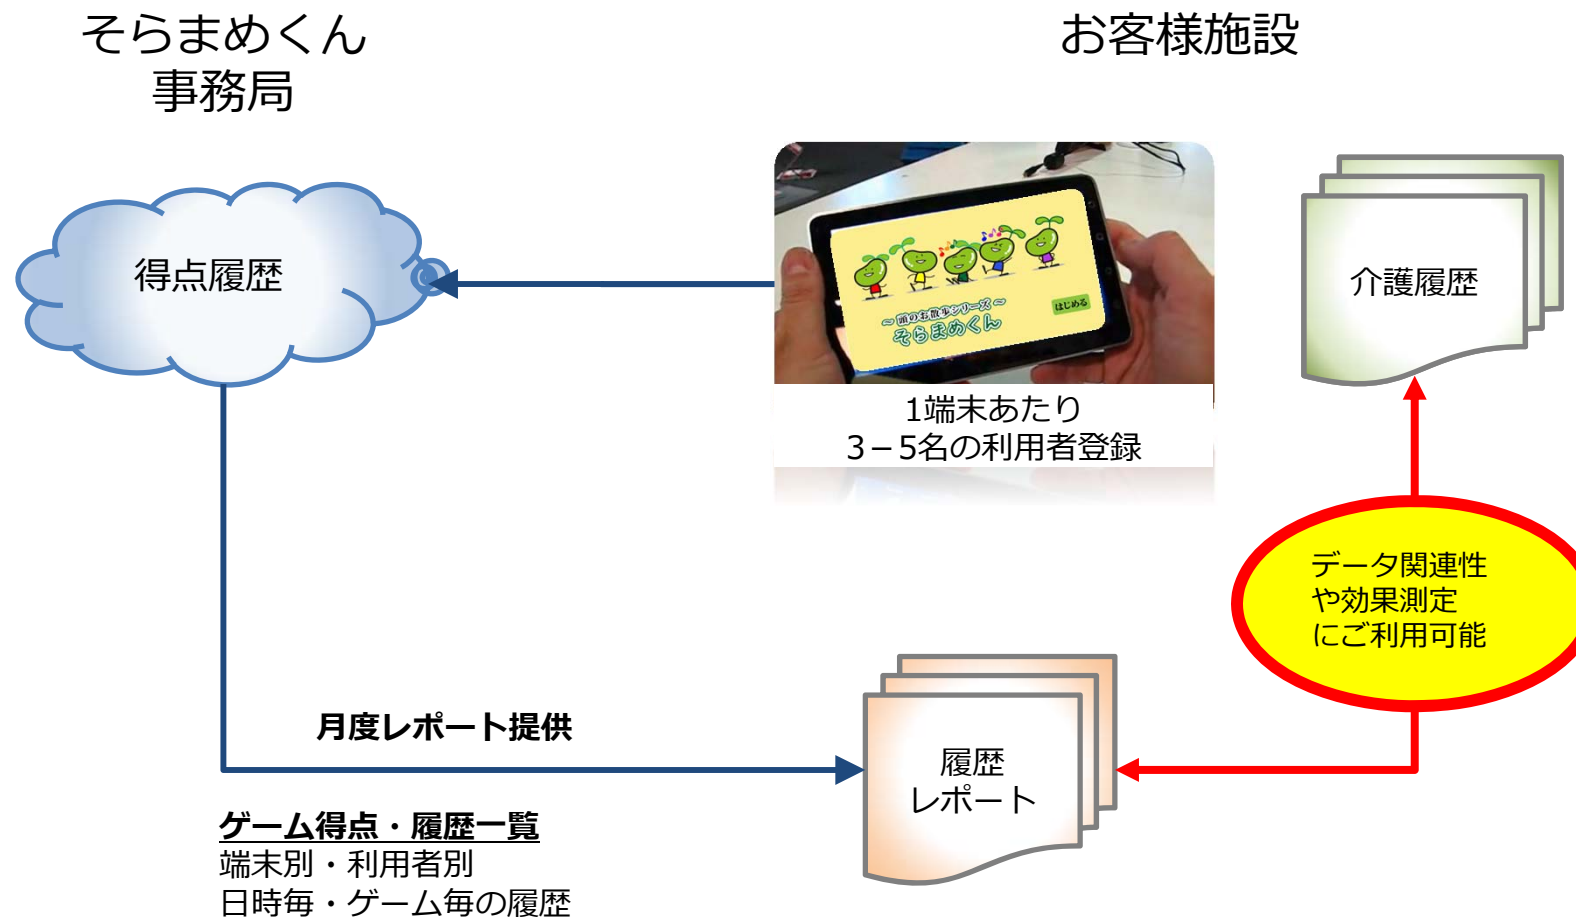 そらまめくん
事務局
お客様施設
得点履歴
～ 頭のお散歩シリーズ ～
そらまめくん
はじめる
1端末あたり
3－5名の利用者登録
介護履歴
データ関連性
や効果測定
にご利用可能
月度レポート提供
履歴
レポート
ゲーム得点・履歴一覧
端末別・利用者別
日時毎・ゲーム毎の履歴